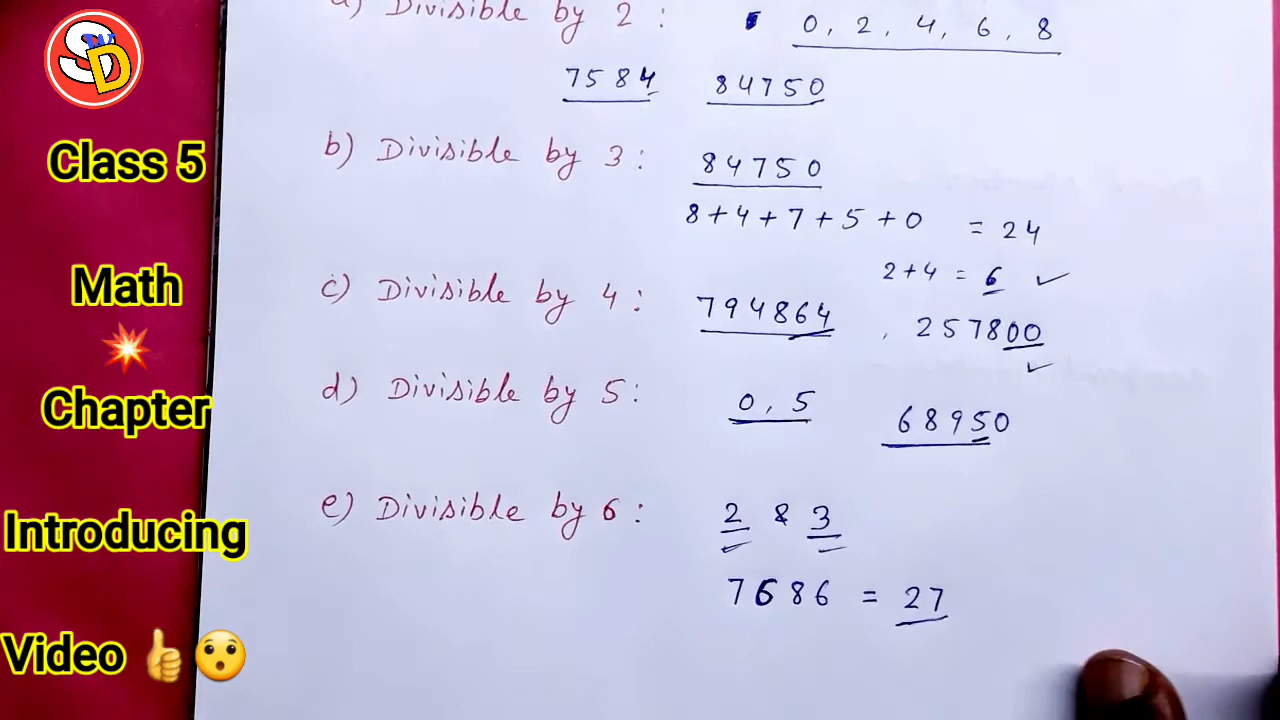 SD
Class 5
Math
Chapter
Introducing
Video
a) Divisible by 2 : 0, 2, 4, 6, 8
7584 84750
b) Divisible by 3 : 84750
8+4+7+5+0 = 24
2+4 = 6 ✓
c) Divisible by 4 : 794864, 257800
✓
d) Divisible by 5 : 0, 5 68950
e) Divisible by 6 : 2 & 3
7686 = 27